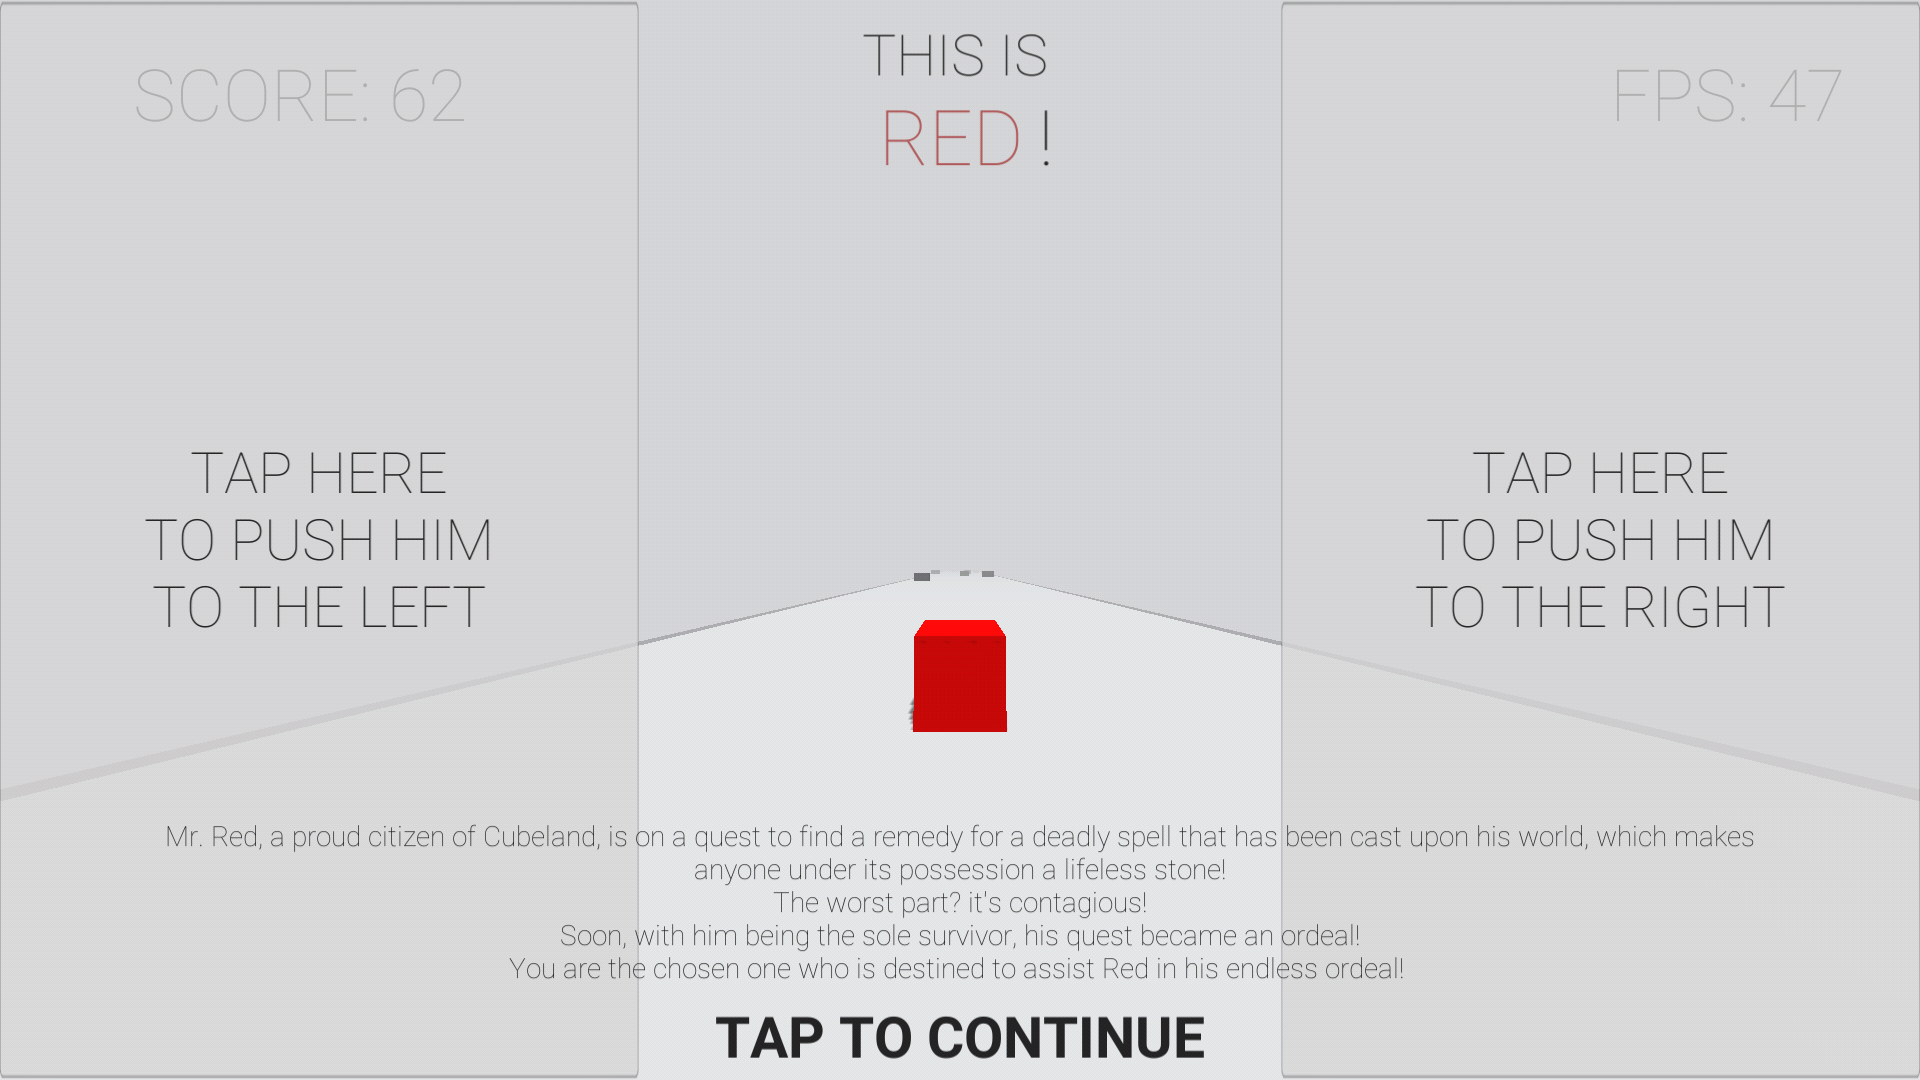 THIS IS
RED !
SCORE: 62
FPS: 47
TAP HERE
TO PUSH HIM
TO THE LEFT
TAP HERE
TO PUSH HIM
TO THE RIGHT
Mr. Red, a proud citizen of Cubeland, is on a quest to find a remedy for a deadly spell that has been cast upon his world, which makes
anyone under its possession a lifeless stone!
The worst part? it's contagious!
Soon, with him being the sole survivor, his quest became an ordeal!
You are the chosen one who is destined to assist Red in his endless ordeal!
TAP TO CONTINUE